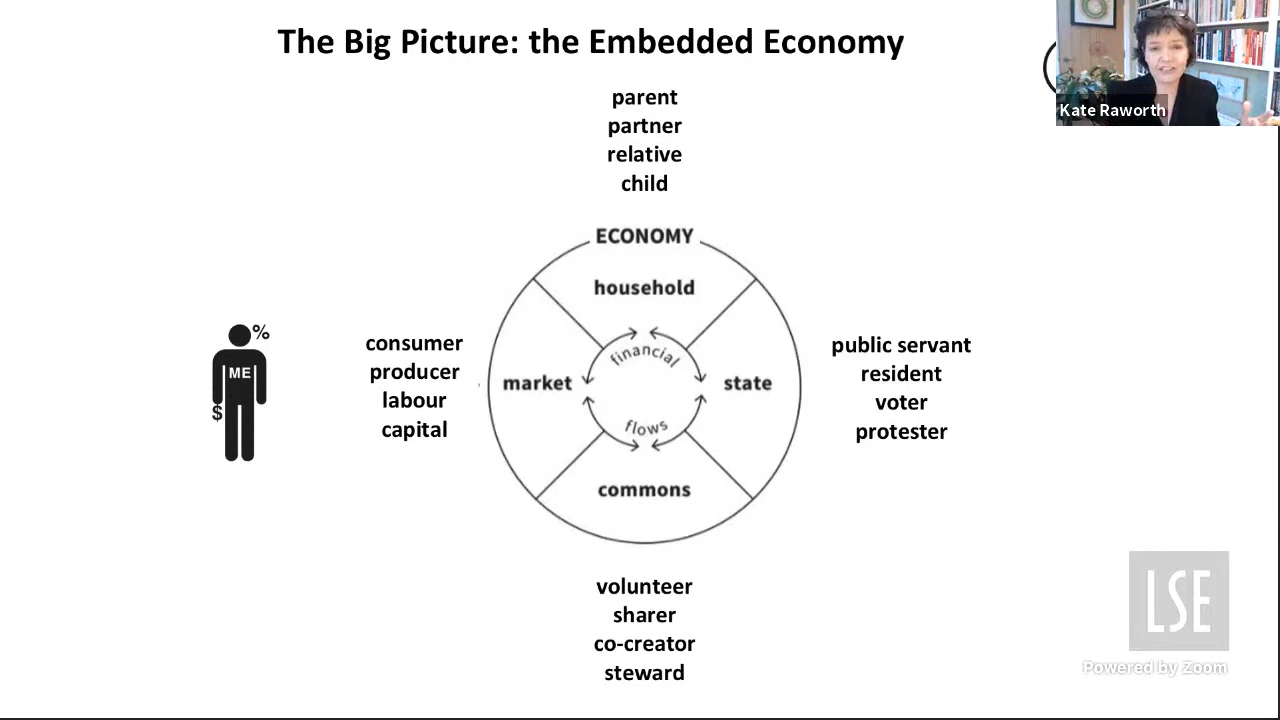 The Big Picture: the Embedded Economy
Kate Raworth
parent
partner
relative
child
ECONOMY
household
financial
market
state
flows
commons
%
ME
$
consumer
producer
labour
capital
public servant
resident
voter
protester
volunteer
sharer
co-creator
steward
LSE
Powered by Zoom